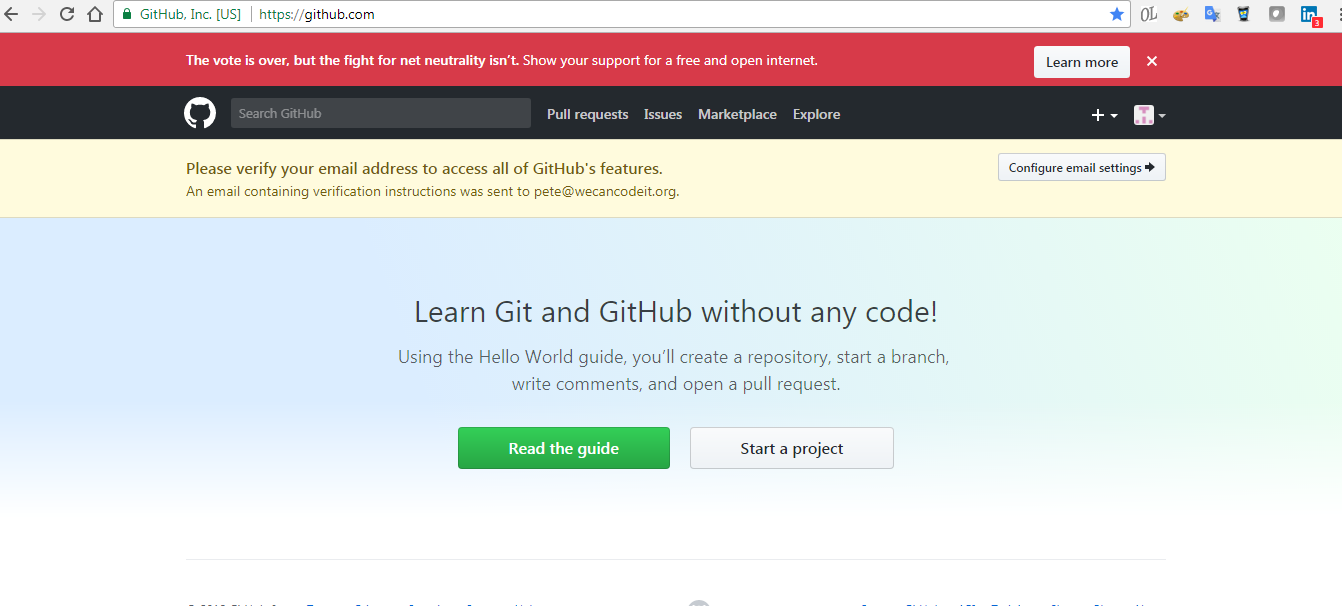 GitHub, Inc. [US] https://github.com
OL
in
3
The vote is over, but the fight for net neutrality isn't. Show your support for a free and open internet.
Learn more
Search GitHub
Pull requests Issues Marketplace Explore
Please verify your email address to access all of GitHub's features.
An email containing verification instructions was sent to pete@wecancodeit.org.
Configure email settings
Learn Git and GitHub without any code!
Using the Hello World guide, you'll create a repository, start a branch,
write comments, and open a pull request.
Read the guide
Start a project